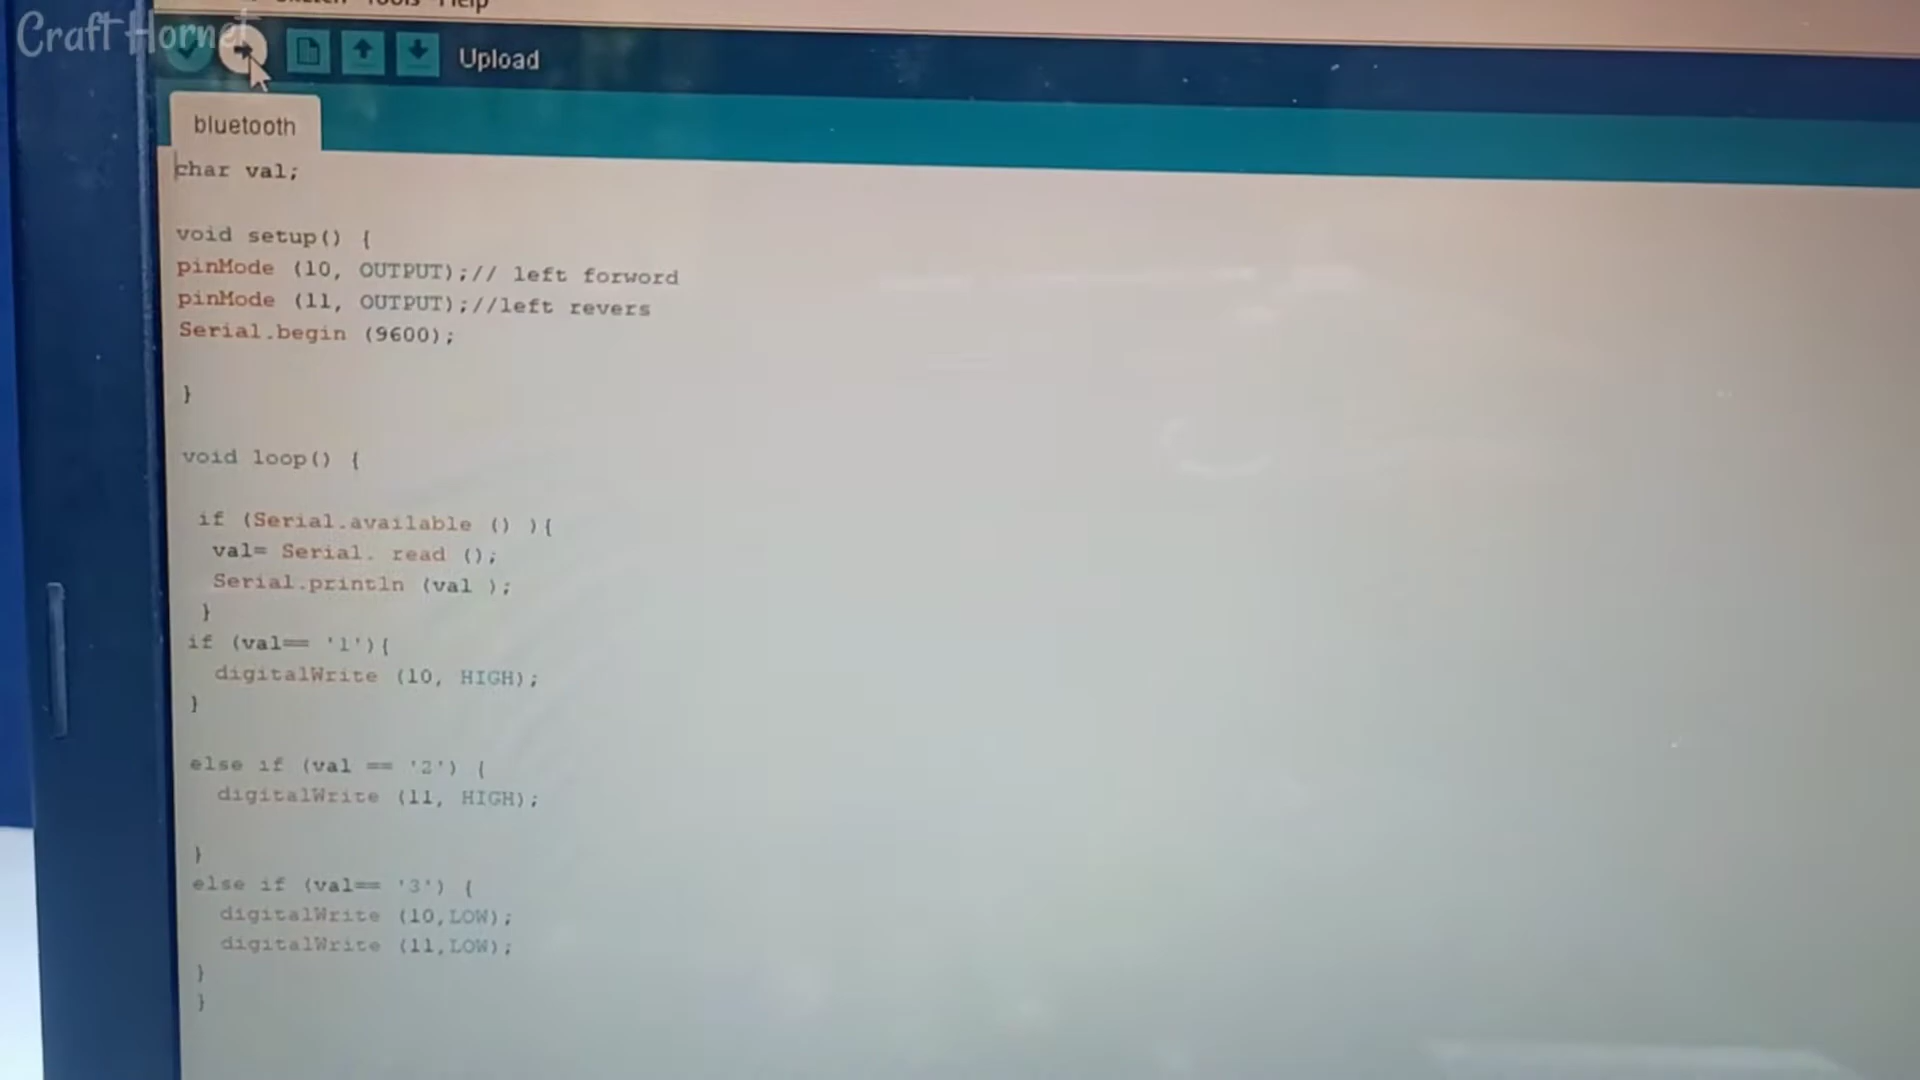 Craft Hornet
Tools Help
Upload
bluetooth
char val;
void setup() {
pinMode (10, OUTPUT);// left forword
pinMode (11, OUTPUT);//left revers
Serial.begin (9600);
}
void loop() {
if (Serial.available () ){
val= Serial. read ();
Serial.println (val );
}
if (val== '1'){
digitalWrite (10, HIGH);
}
else if (val == '2') {
digitalWrite (11, HIGH);
}
else if (val== '3') {
digitalWrite (10,LOW);
digitalWrite (11,LOW);
}
}